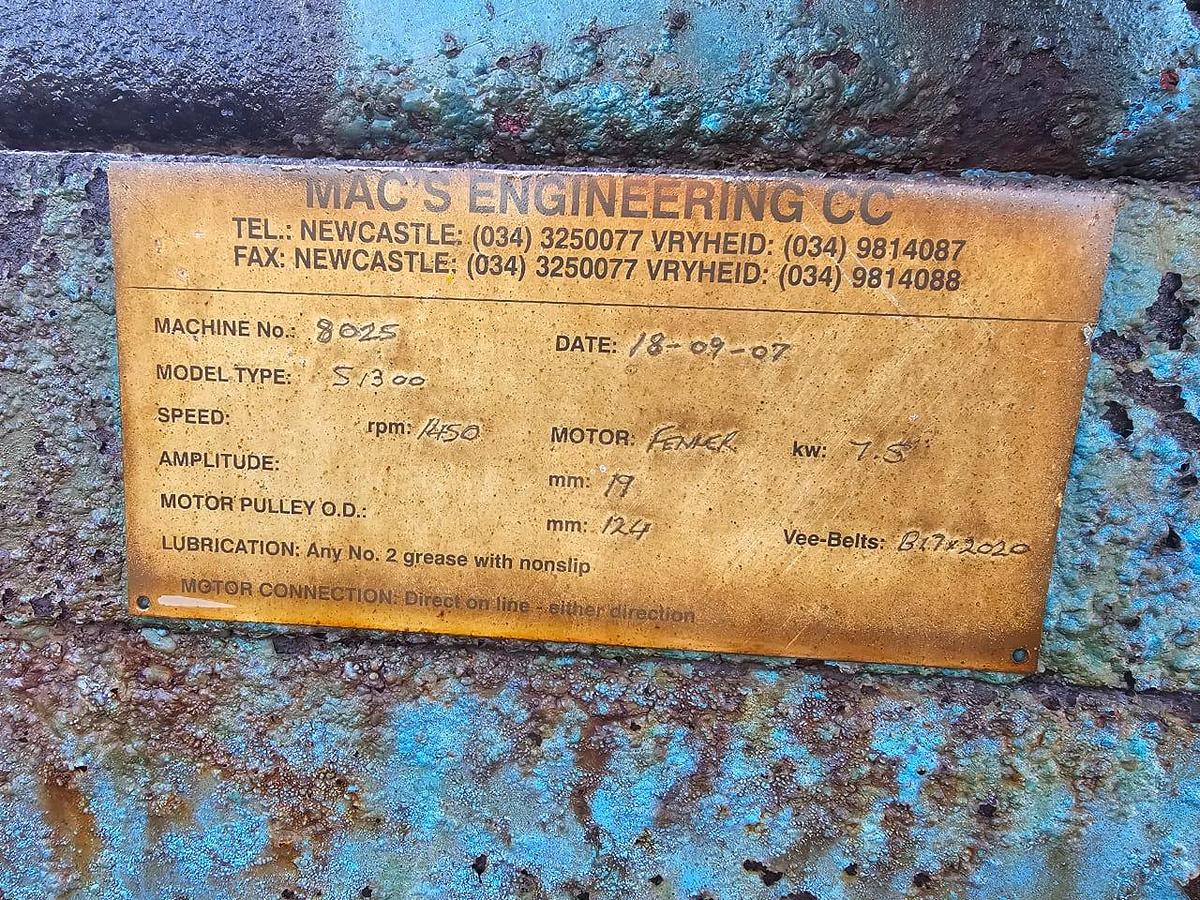 MAC'S ENGINEERING CC
TEL.: NEWCASTLE: (034) 3250077 VRYHEID: (034) 9814087
FAX: NEWCASTLE: (034) 3250077 VRYHEID: (034) 9814088
MACHINE No.: 8025 DATE: 18-09-07
MODEL TYPE: S1300
SPEED: rpm: 1450 MOTOR: kw: 7.5
AMPLITUDE: mm: 19
MOTOR PULLEY O.D.: mm: 124 Vee-Belts: B17x2020
LUBRICATION: Any No. 2 grease with nonslip
MOTOR CONNECTION: Direct on line - either direction